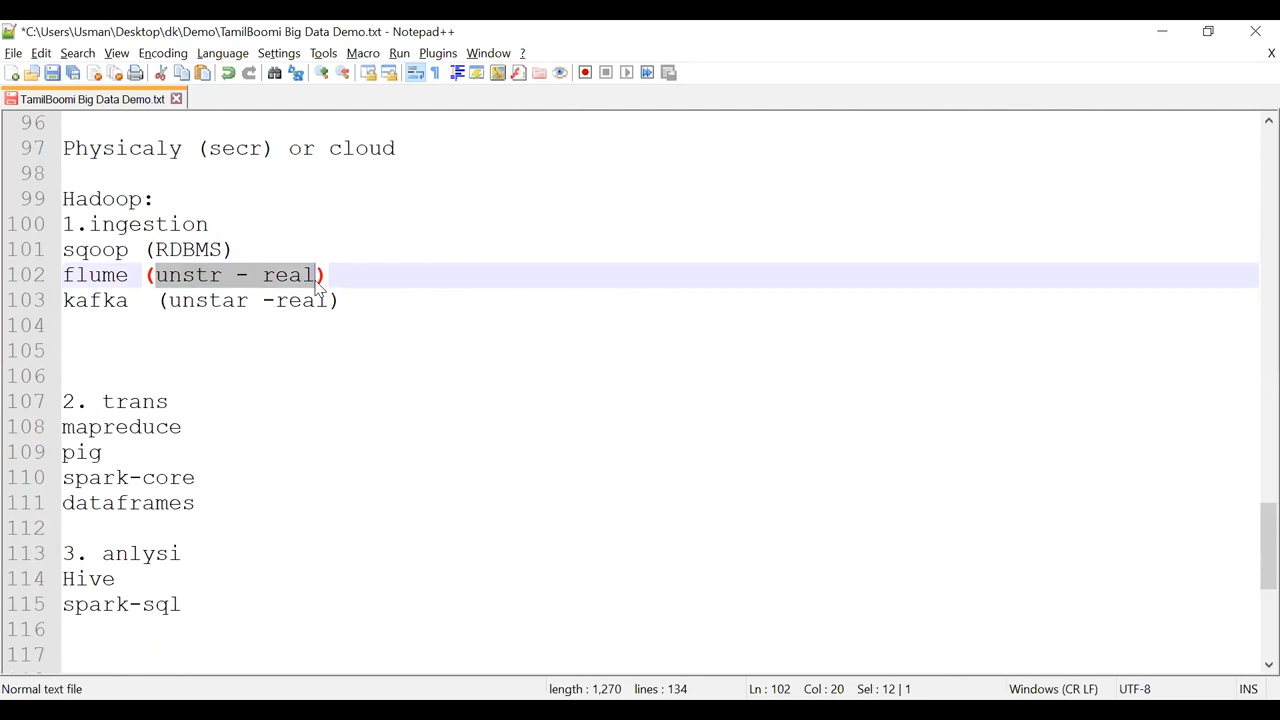 *C:\Users\Usman\Desktop\dk\Demo\TamilBoomi Big Data Demo.txt - Notepad++
File Edit Search View Encoding Language Settings Tools Macro Run Plugins Window ? X
TamilBoomi Big Data Demo.txt
96
97 Physicaly (secr) or cloud
98
99 Hadoop:
100 1.ingestion
101 sqoop (RDBMS)
102 flume (unstr - real)
103 kafka  (unstar -real)
104
105
106
107 2. trans
108 mapreduce
109 pig
110 spark-core
111 dataframes
112
113 3. anlysi
114 Hive
115 spark-sql
116
117
Normal text file length : 1,270 lines : 134 Ln : 102 Col : 20 Sel : 12 | 1 Windows (CR LF) UTF-8 INS